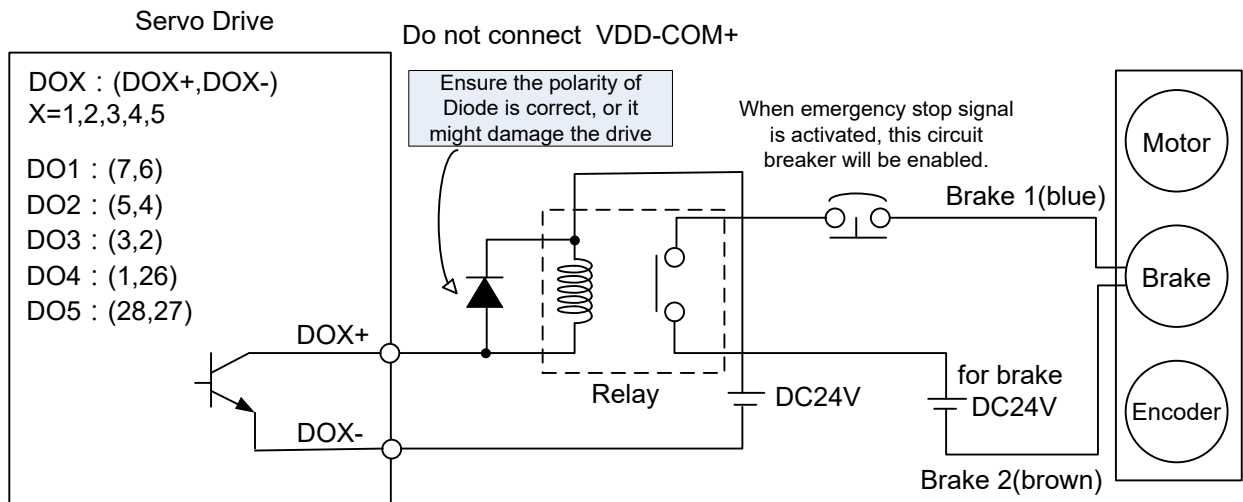 Servo Drive
Do not connect  VDD-COM+
DOX : (DOX+,DOX-)
X=1,2,3,4,5
DO1 : (7,6)
DO2 : (5,4)
DO3 : (3,2)
DO4 : (1,26)
DO5 : (28,27)
Ensure the polarity of
Diode is correct, or it
might damage the drive
When emergency stop signal
is activated, this circuit
breaker will be enabled.
Motor
Brake 1(blue)
Brake
DOX+
Relay
DC24V
for brake
DC24V
Encoder
DOX-
Brake 2(brown)